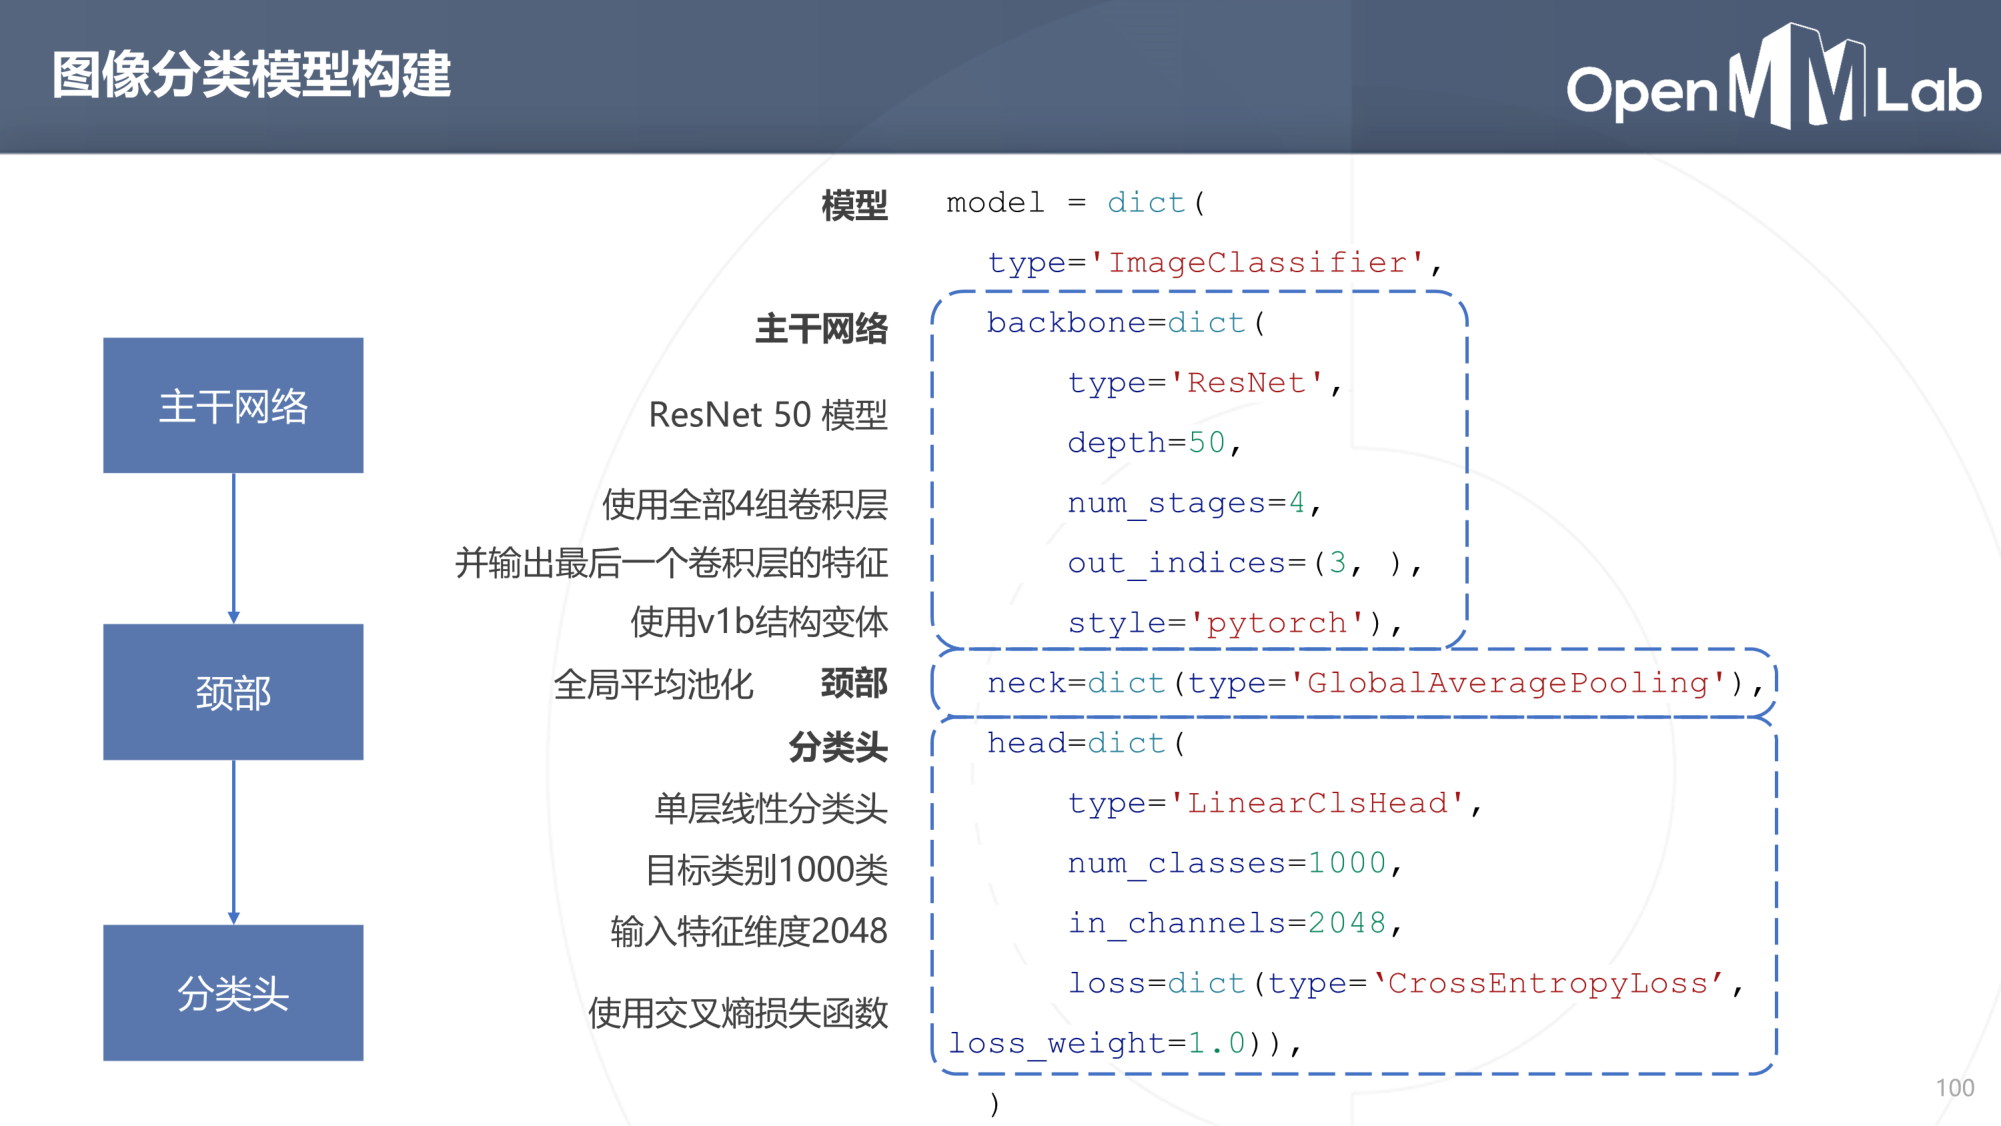 图像分类模型构建
Open MM Lab
主干网络
颈部
分类头
模型
主干网络
ResNet 50 模型
使用全部4组卷积层
并输出最后一个卷积层的特征
使用v1b结构变体
全局平均池化 颈部
分类头
单层线性分类头
目标类别1000类
输入特征维度2048
使用交叉熵损失函数
model = dict(
type='ImageClassifier',
backbone=dict(
type='ResNet',
depth=50,
num_stages=4,
out_indices=(3, ),
style='pytorch'),
neck=dict(type='GlobalAveragePooling'),
head=dict(
type='LinearClsHead',
num_classes=1000,
in_channels=2048,
loss=dict(type=‘CrossEntropyLoss’,
loss_weight=1.0)),
)
100